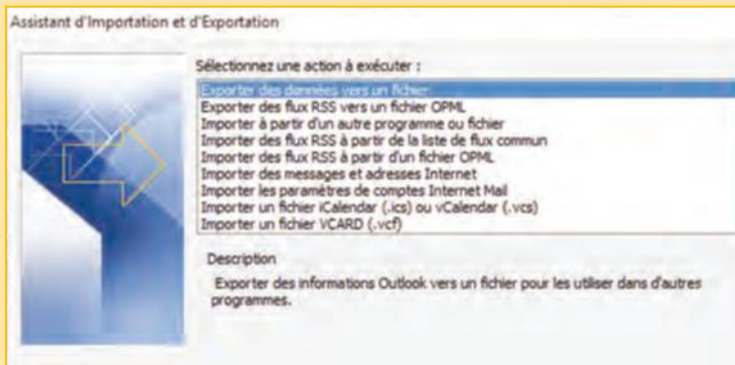 Assistant d'Importation et d'Exportation
Sélectionnez une action à exécuter :
Exporter des données vers un fichier
Exporter des flux RSS vers un fichier OPML
Importer à partir d'un autre programme ou fichier
Importer des flux RSS à partir de la liste de flux commun
Importer des flux RSS à partir d'un fichier OPML
Importer des messages et adresses Internet
Importer les paramètres de comptes Internet Mail
Importer un fichier iCalendar (.ics) ou vCalendar (.vcs)
Importer un fichier VCARD (.vcf)
Description
Exporter des informations Outlook vers un fichier pour les utiliser dans d'autres
programmes.